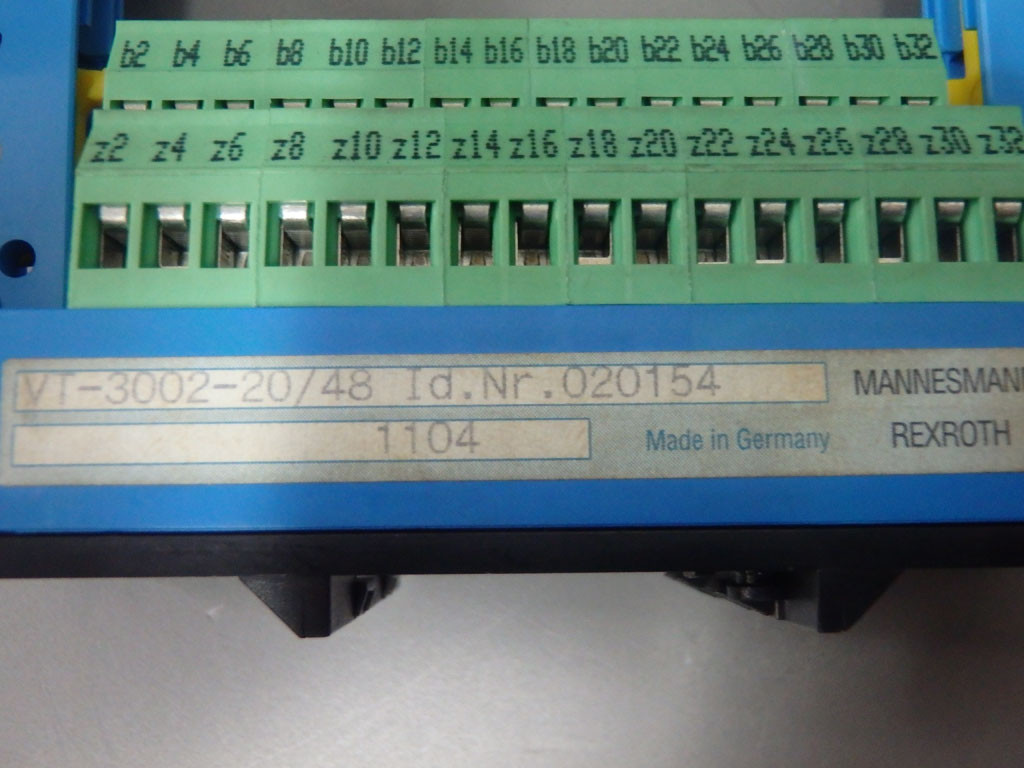 b2 b4 b6 b8 b10 b12 b14 b16 b18 b20 b22 b24 b26 b28 b30 b32
z2 z4 z6 z8 z10 z12 z14 z16 z18 z20 z22 z24 z26 z28 z30 z32
VT-3002-20/48 Id.Nr.020154 MANNESMANN
1104 Made in Germany REXROTH